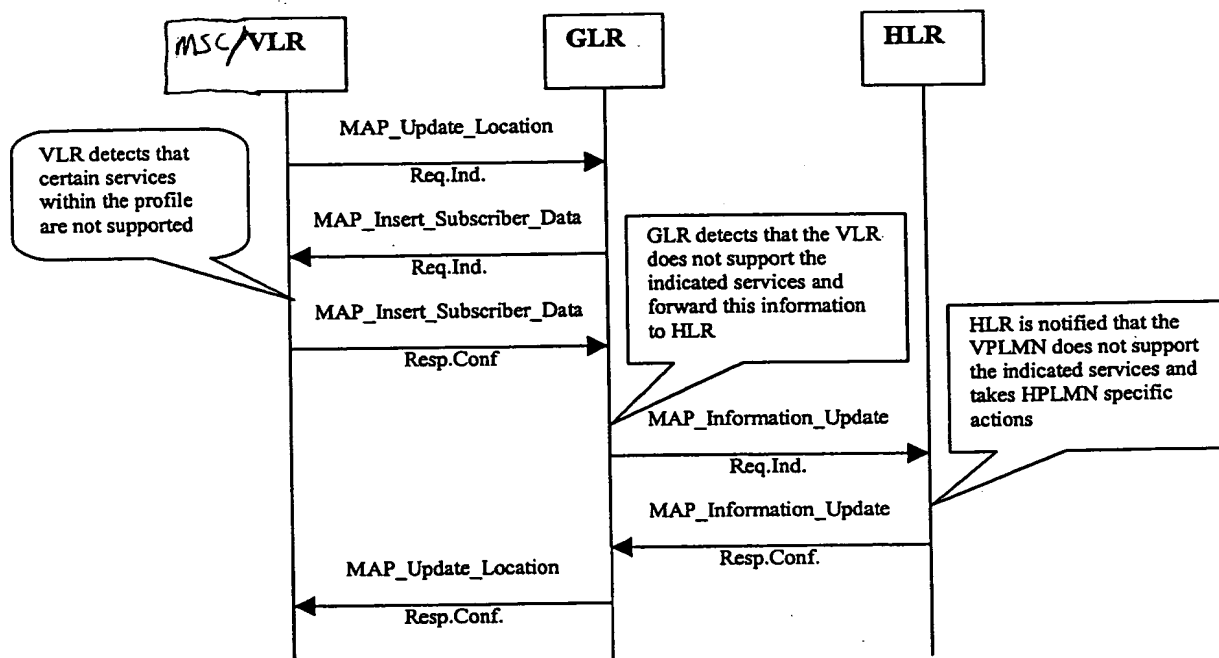 MSC/VLR
GLR
HLR
MAP_Update_Location
Req.Ind.
VLR detects that
certain services
within the profile
are not supported
MAP_Insert_Subscriber_Data
Req.Ind.
GLR detects that the VLR
does not support the
indicated services and
forward this information
to HLR
MAP_Insert_Subscriber_Data
Resp.Conf
HLR is notified that the
VPLMN does not support
the indicated services and
takes HPLMN specific
actions
MAP_Information_Update
Req.Ind.
MAP_Information_Update
Resp.Conf.
MAP_Update_Location
Resp.Conf.